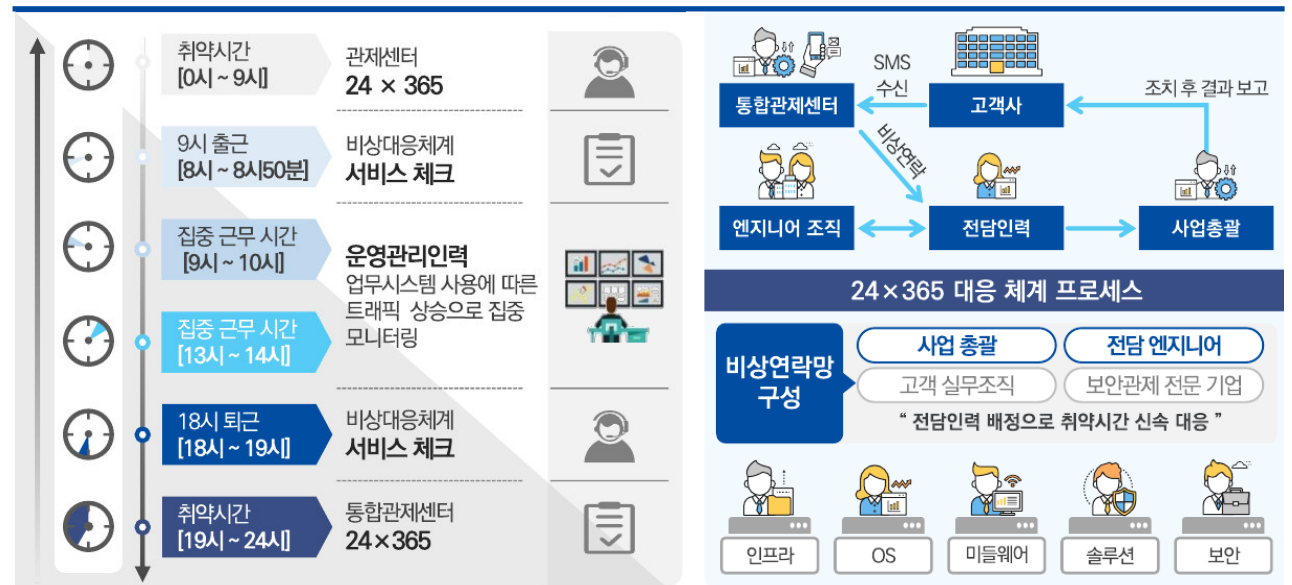 취약시간
[0시 ~ 9시]
관제센터
24 × 365
9시 출근
[8시 ~ 8시50분]
비상대응체계
서비스 체크
집중 근무 시간
[9시 ~ 10시]
운영관리인력
업무시스템 사용에 따른
트래픽 상승으로 집중
모니터링
집중 근무 시간
[13시 ~ 14시]
18시 퇴근
[18시 ~ 19시]
비상대응체계
서비스 체크
취약시간
[19시 ~ 24시]
통합관제센터
24×365
SMS
수신
조치 후 결과 보고
통합관제센터
고객사
비상연락
엔지니어 조직
전담인력
사업총괄
24×365 대응 체계 프로세스
비상연락망
구성
사업 총괄
전담 엔지니어
고객 실무조직
보안관제 전문 기업
“ 전담인력 배정으로 취약시간 신속 대응 ”
인프라
OS
미들웨어
솔루션
보안